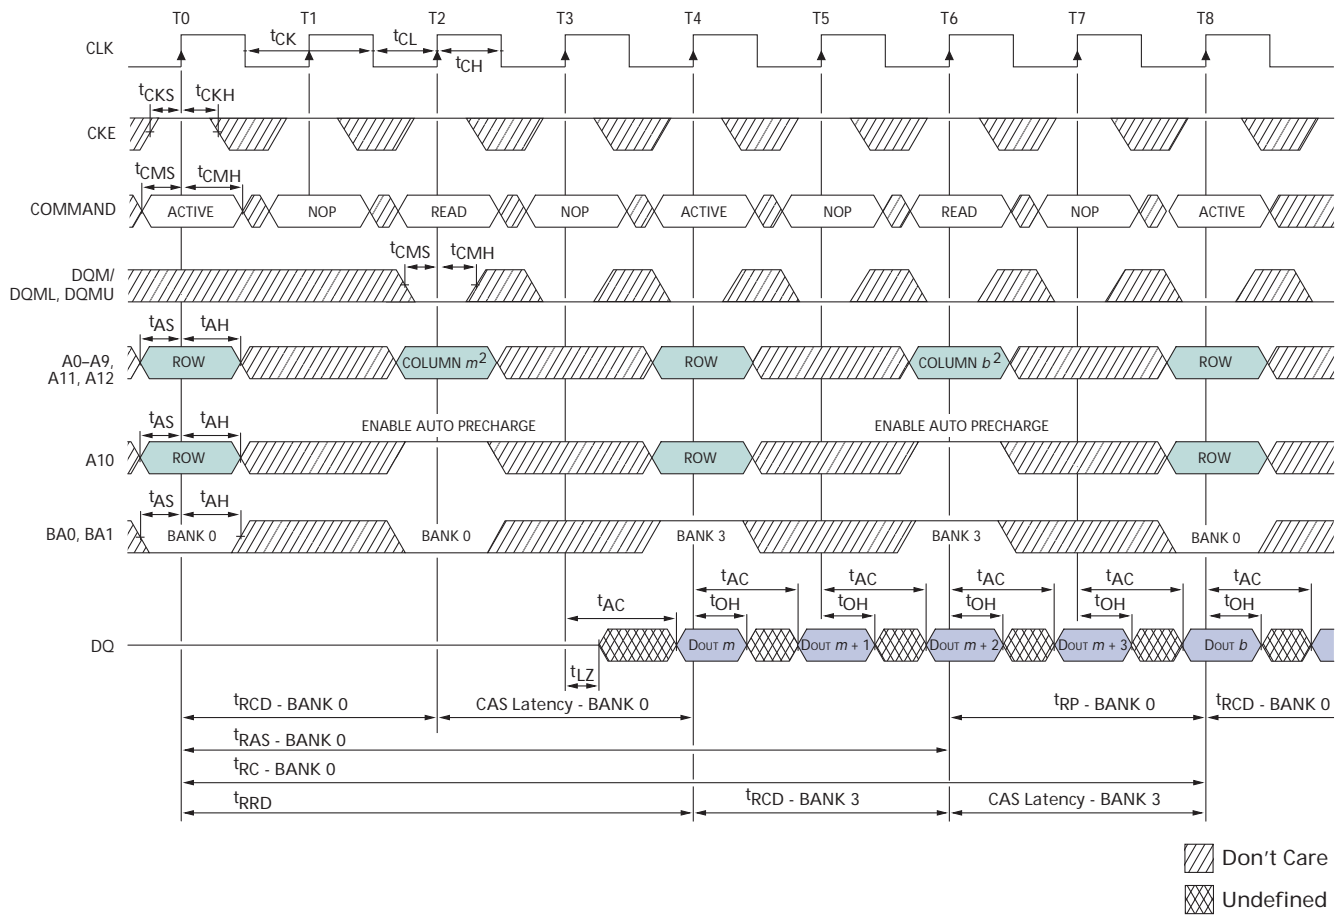 T0 T1 T2 T3 T4 T5 T6 T7 T8
CLK
tCK tCL
tCH
tCKS tCKH
CKE
tCMS tCMH
COMMAND ACTIVE NOP READ NOP ACTIVE NOP READ NOP ACTIVE
tCMS tCMH
DQM/
DQML, DQMU
tAS tAH
A0–A9,
A11, A12
ROW COLUMN m2 ROW COLUMN b2 ROW
ENABLE AUTO PRECHARGE ENABLE AUTO PRECHARGE
tAS tAH
A10 ROW ROW ROW
tAS tAH
BA0, BA1 BANK 0 BANK 0 BANK 3 BANK 3 BANK 0
tAC tAC tAC tAC tAC tAC
tOH tOH tOH tOH tOH
DQ DOUT m DOUT m + 1 DOUT m + 2 DOUT m + 3 DOUT b
tLZ
tRCD - BANK 0 CAS Latency - BANK 0 tRP - BANK 0 tRCD - BANK 0
tRAS - BANK 0
tRC - BANK 0
tRRD tRCD - BANK 3 CAS Latency - BANK 3
Don't Care
Undefined